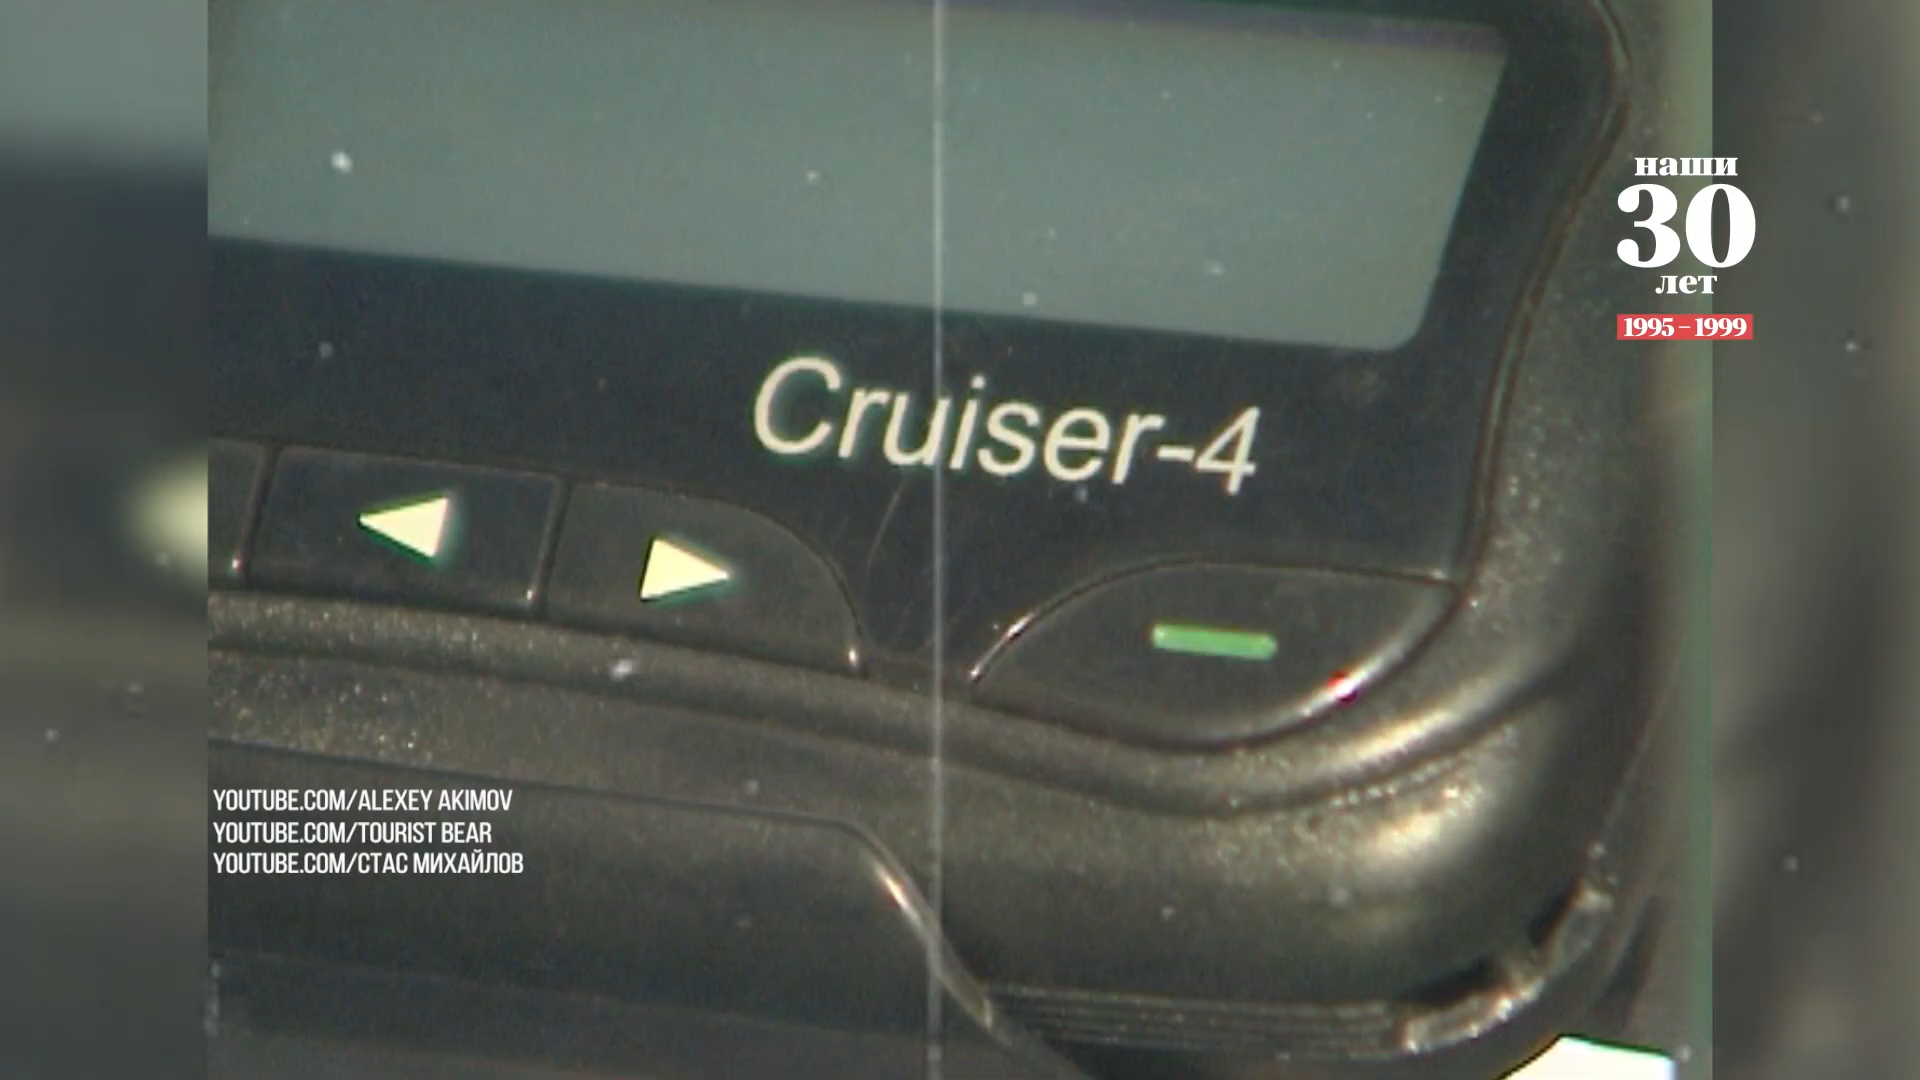 наши
30
лет
1995 – 1999
Cruiser-4
YOUTUBE.COM/ALEXEY AKIMOV
YOUTUBE.COM/TOURIST BEAR
YOUTUBE.COM/СТАС МИХАЙЛОВ